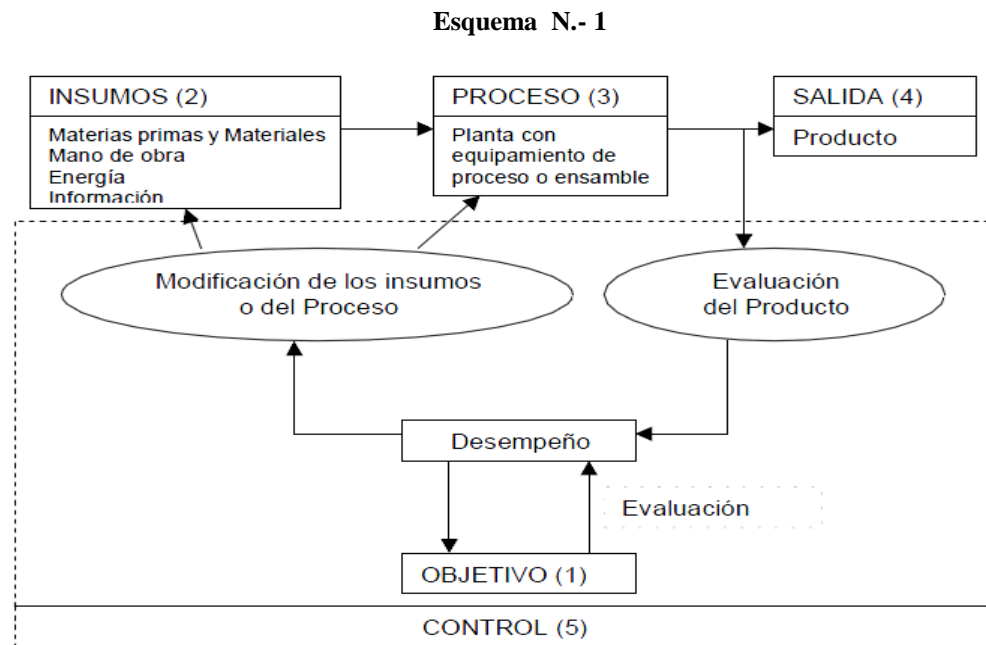 Esquema N.- 1
INSUMOS (2)
Materias primas y Materiales
Mano de obra
Energía
Información
PROCESO (3)
Planta con
equipamiento de
proceso o ensamble
SALIDA (4)
Producto
Modificación de los insumos
o del Proceso
Evaluación
del Producto
Desempeño
Evaluación
OBJETIVO (1)
CONTROL (5)